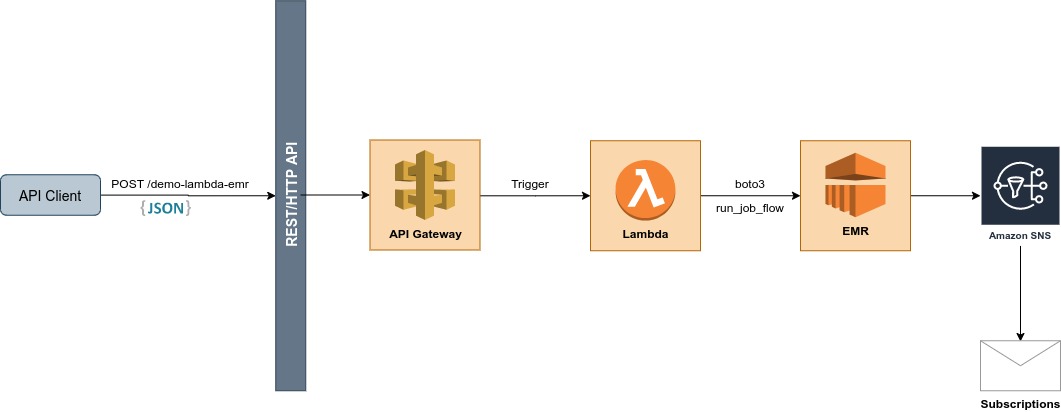 API Client
POST /demo-lambda-emr
{JSON}
REST/HTTP API
API Gateway
Trigger
Lambda
boto3
run_job_flow
EMR
Amazon SNS
Subscriptions